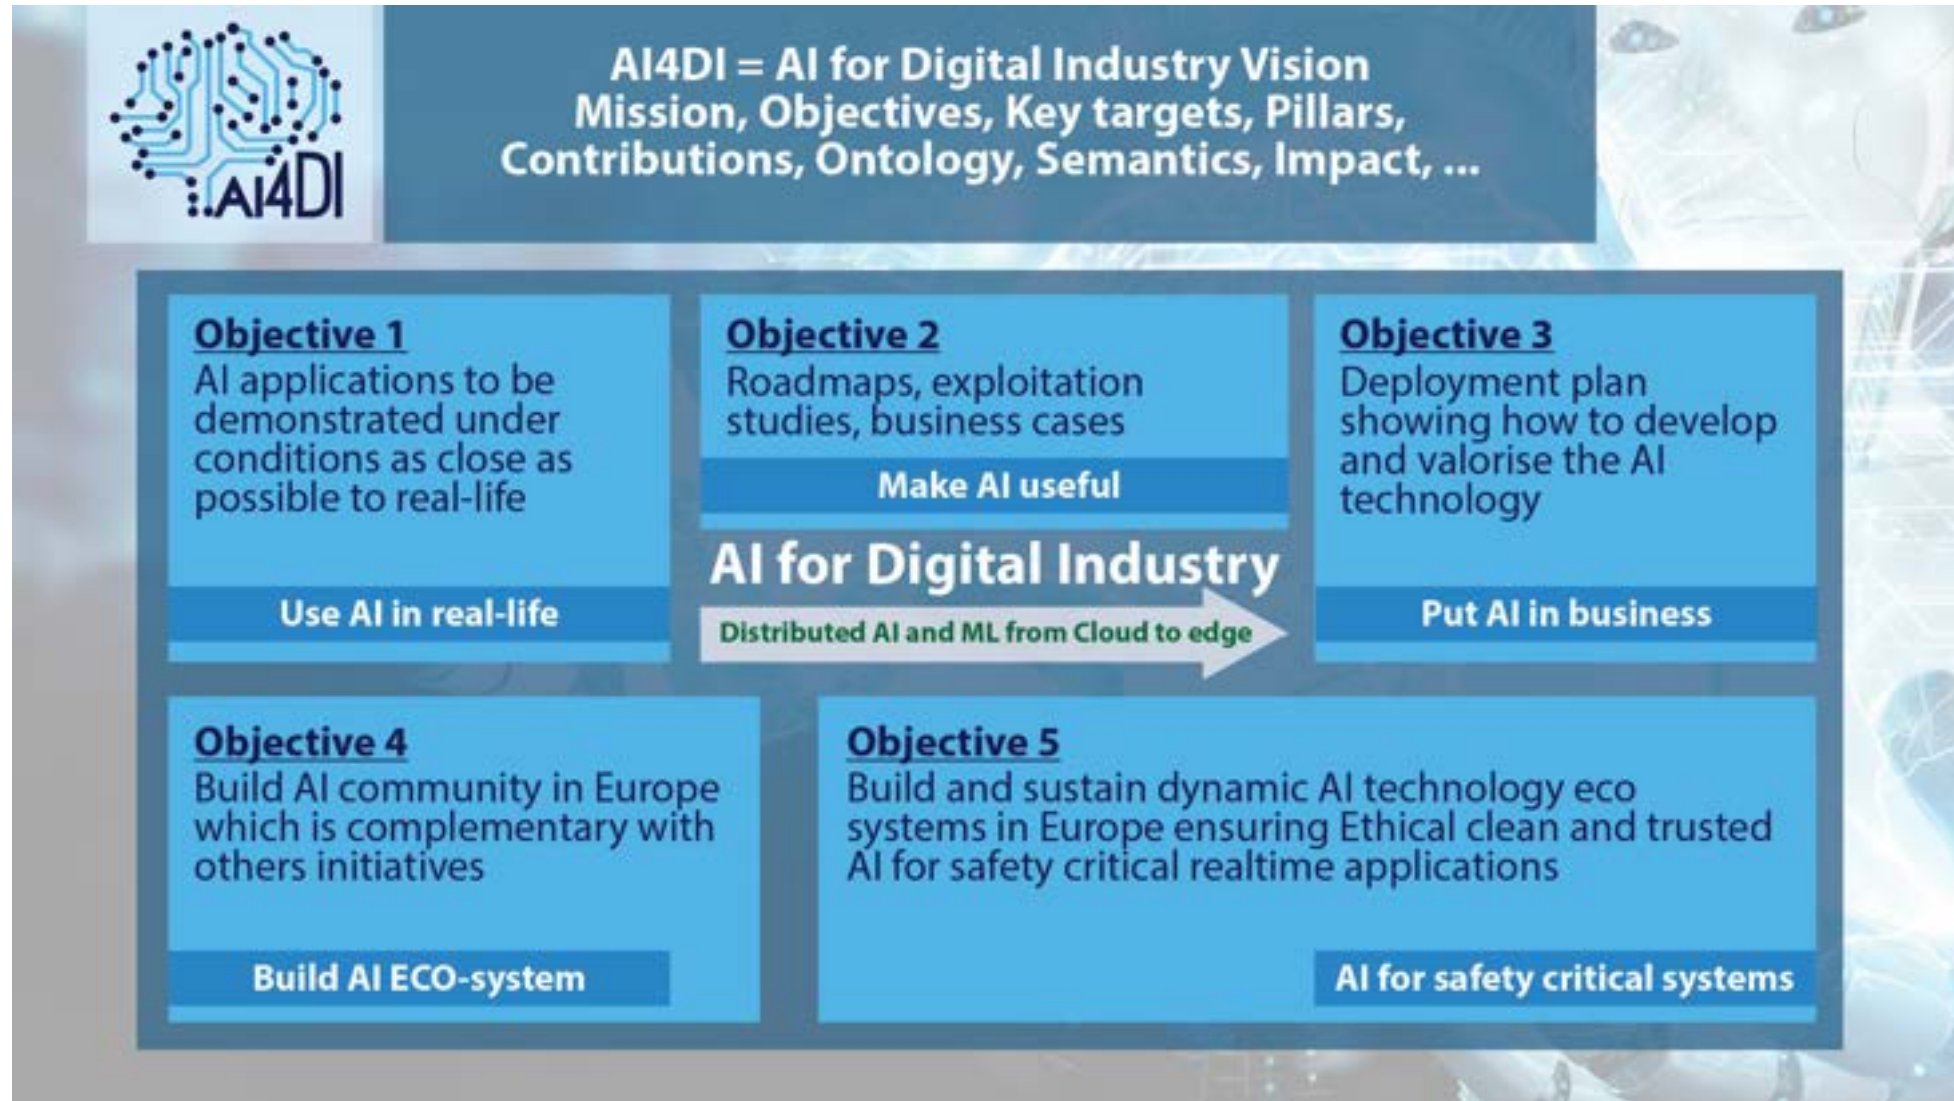 AI4DI
AI4DI = AI for Digital Industry Vision
Mission, Objectives, Key targets, Pillars,
Contributions, Ontology, Semantics, Impact, ...
Objective 1
AI applications to be
demonstrated under
conditions as close as
possible to real-life
Use AI in real-life
Objective 2
Roadmaps, exploitation
studies, business cases
Make AI useful
Objective 3
Deployment plan
showing how to develop
and valorise the AI
technology
Put AI in business
AI for Digital Industry
Distributed AI and ML from Cloud to edge
Objective 4
Build AI community in Europe
which is complementary with
others initiatives
Build AI ECO-system
Objective 5
Build and sustain dynamic AI technology eco
systems in Europe ensuring Ethical clean and trusted
AI for safety critical realtime applications
AI for safety critical systems